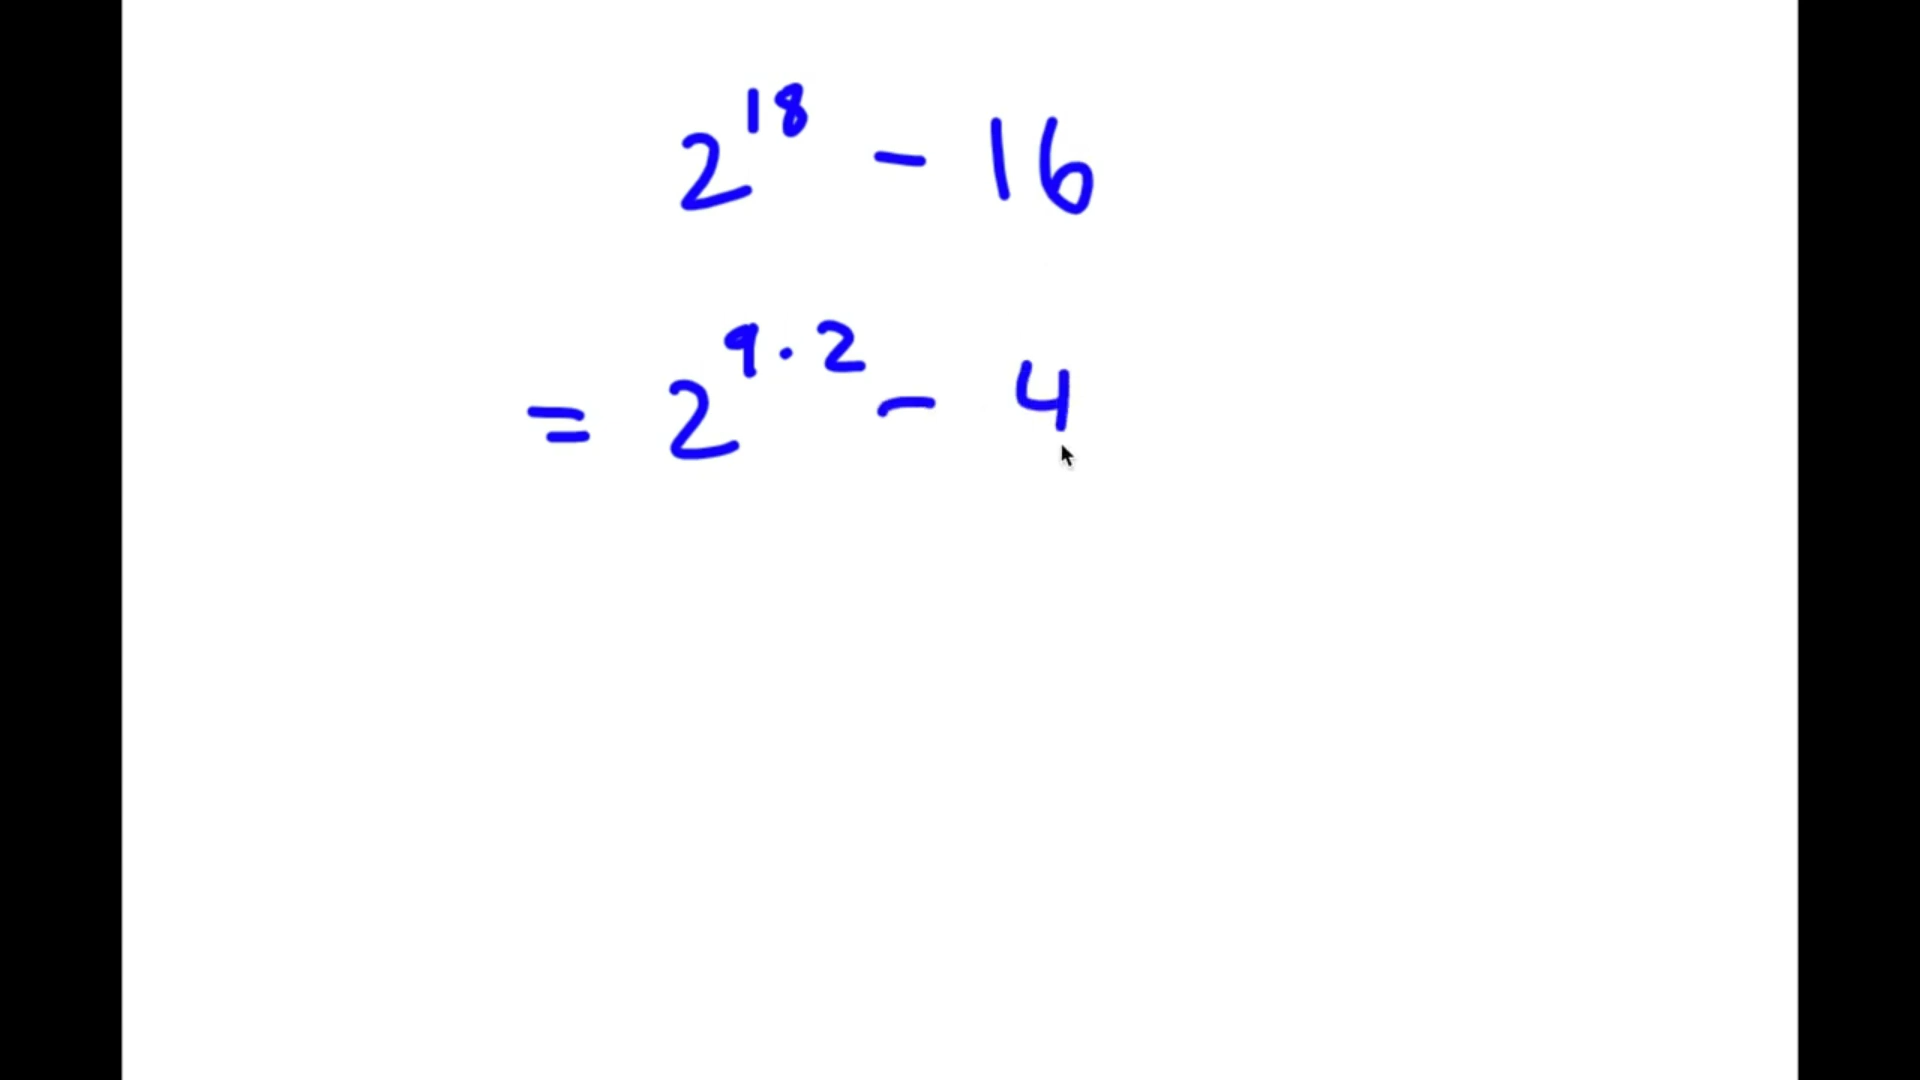 2^18 - 16
= 2^9·2 - 4